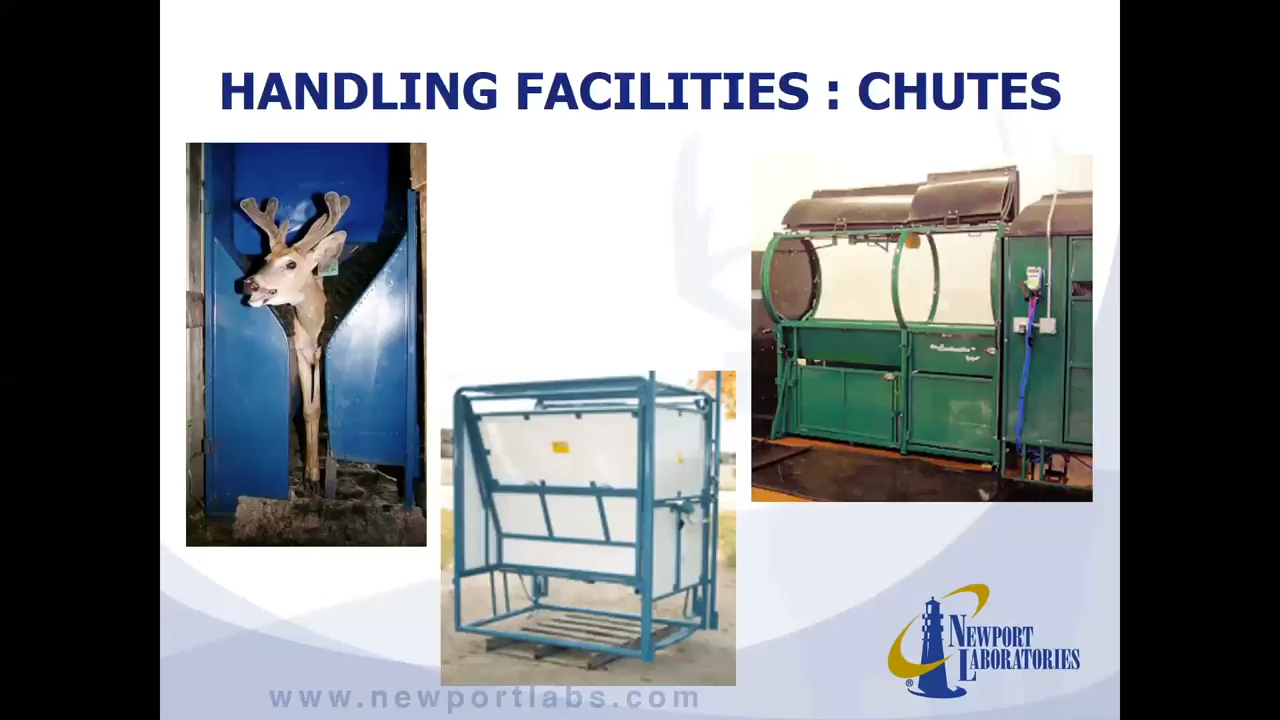 HANDLING FACILITIES : CHUTES
NEWPORT
LABORATORIES
®
www.newportlabs.com